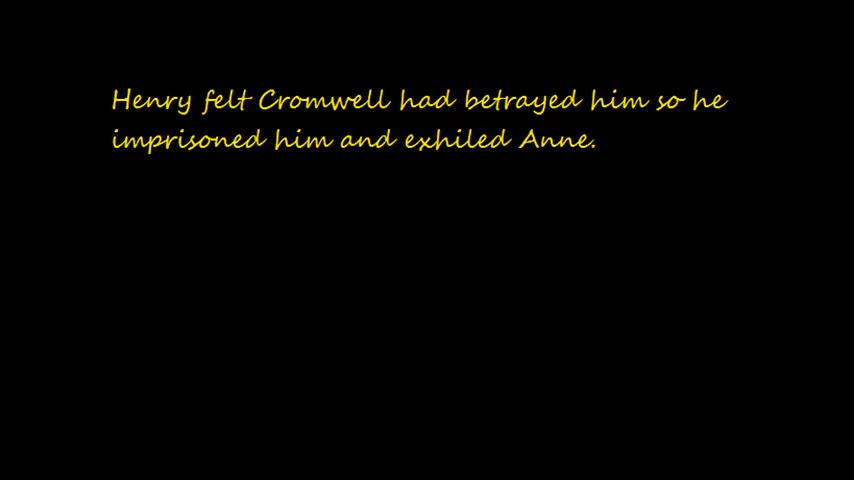 Henry felt Cromwell had betrayed him so he
imprisoned him and exhiled Anne.